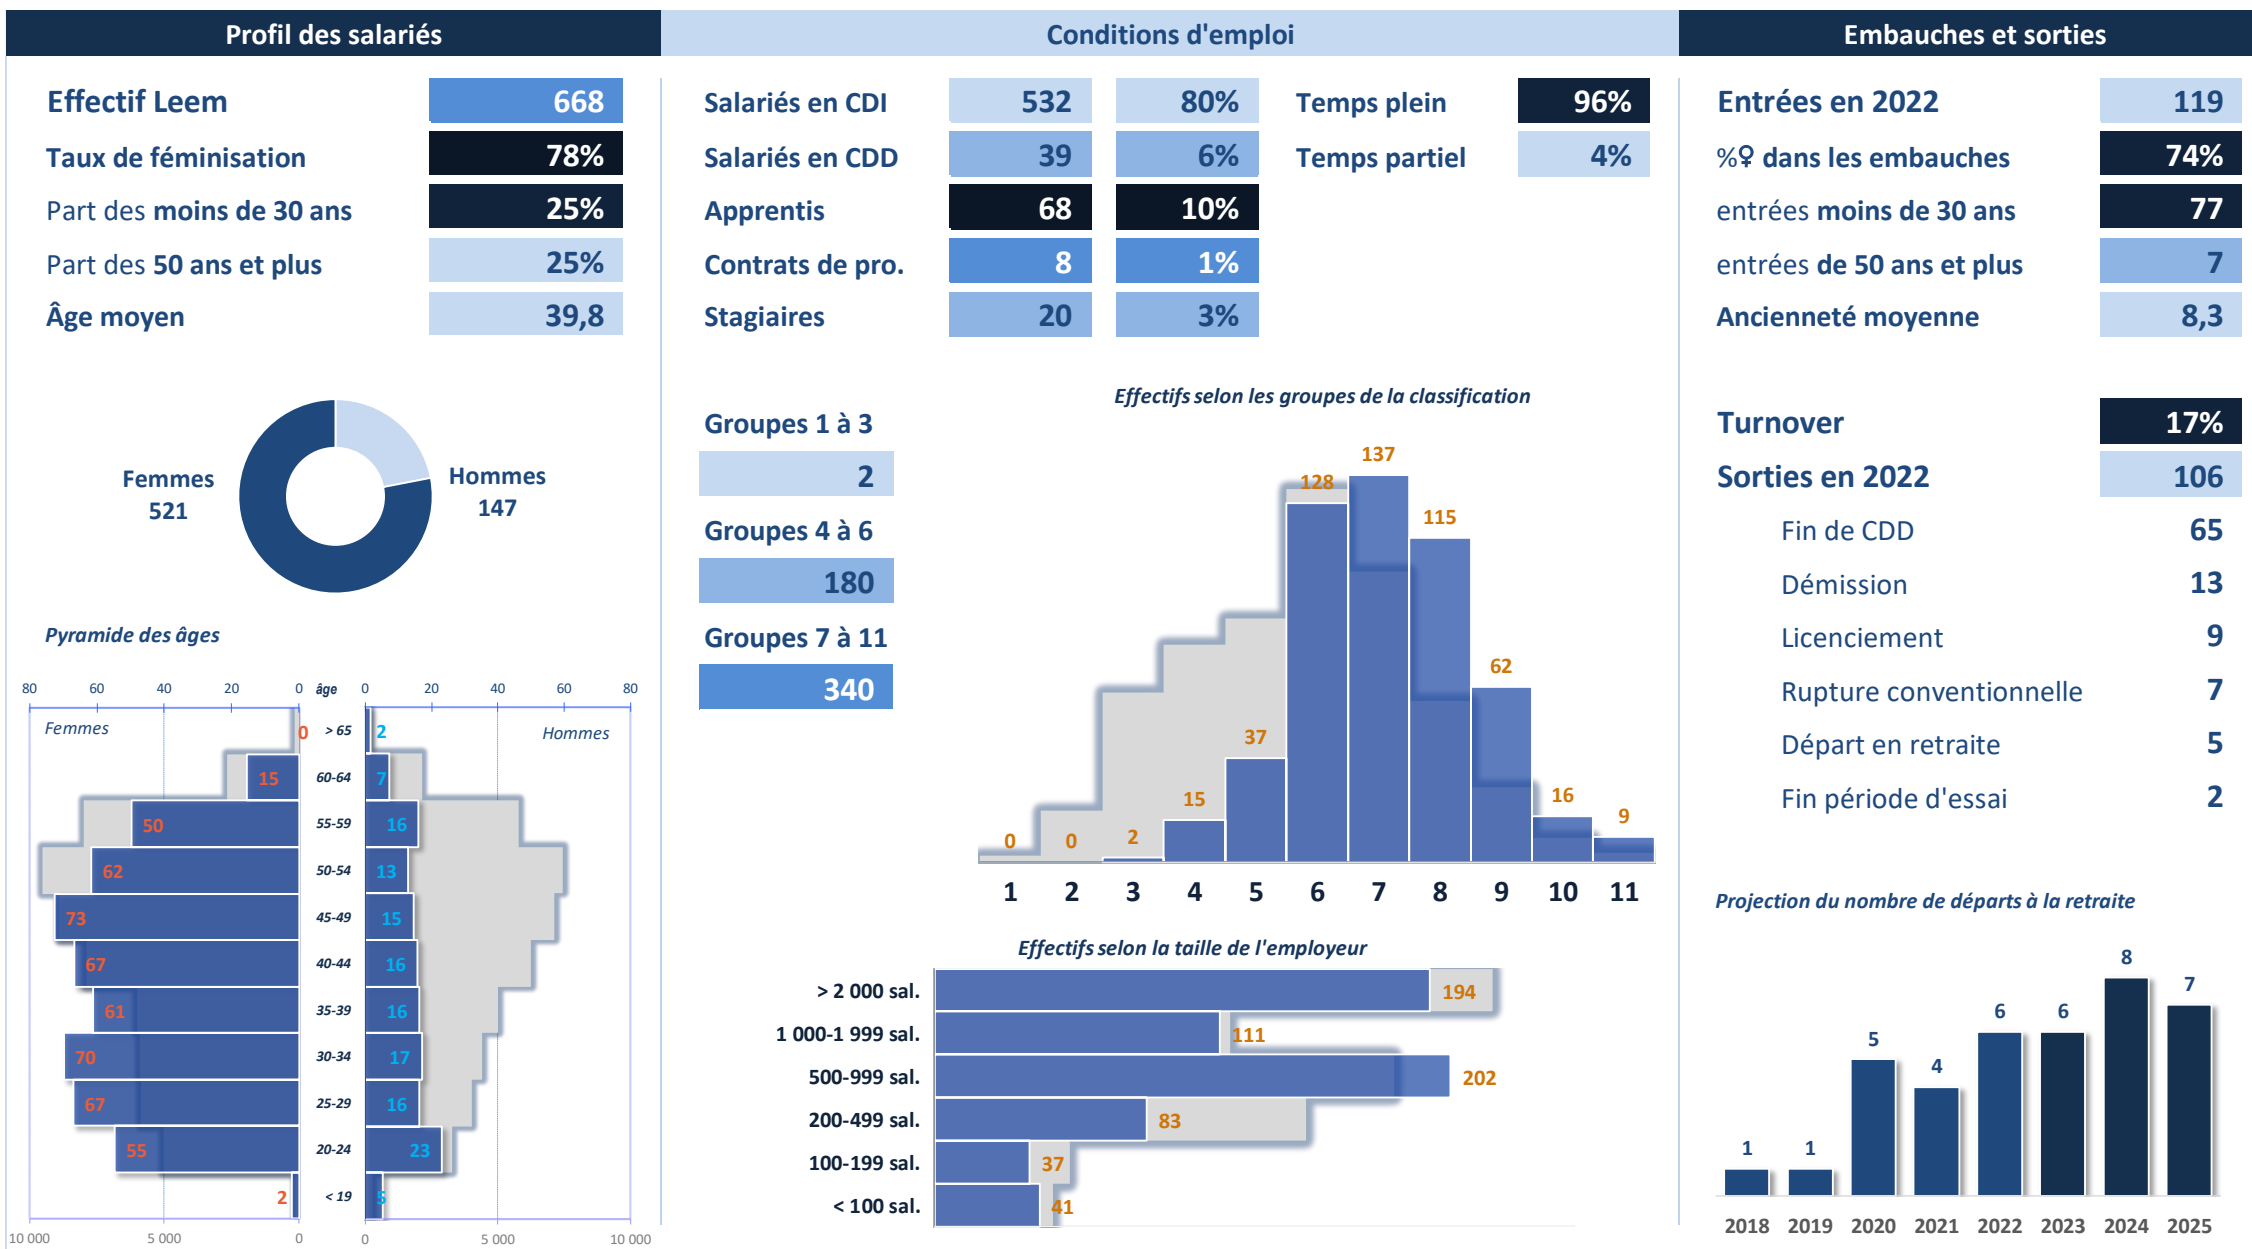 Profil des salariés
Effectif Leem 668
Taux de féminisation 78%
Part des moins de 30 ans 25%
Part des 50 ans et plus 25%
Âge moyen 39,8
Femmes
521
Hommes
147
Pyramide des âges
80 60 40 20 0 âge 0 20 40 60 80
Femmes Hommes
0 > 65 2
15 60-64 7
50 55-59 16
62 50-54 13
73 45-49 15
67 40-44 16
61 35-39 16
70 30-34 17
67 25-29 16
55 20-24 23
2 < 19 5
10 000 5 000 0 0 5 000 10 000
Conditions d'emploi
Salariés en CDI 532 80%
Salariés en CDD 39 6%
Apprentis 68 10%
Contrats de pro. 8 1%
Stagiaires 20 3%
Temps plein 96%
Temps partiel 4%
Groupes 1 à 3
2
Groupes 4 à 6
180
Groupes 7 à 11
340
Effectifs selon les groupes de la classification
0 0 2 15 37 128 137 115 62 16 9
1 2 3 4 5 6 7 8 9 10 11
Effectifs selon la taille de l'employeur
> 2 000 sal. 194
1 000-1 999 sal. 111
500-999 sal. 202
200-499 sal. 83
100-199 sal. 37
< 100 sal. 41
Embauches et sorties
Entrées en 2022 119
%♀ dans les embauches 74%
entrées moins de 30 ans 77
entrées de 50 ans et plus 7
Ancienneté moyenne 8,3
Turnover 17%
Sorties en 2022 106
Fin de CDD 65
Démission 13
Licenciement 9
Rupture conventionnelle 7
Départ en retraite 5
Fin période d'essai 2
Projection du nombre de départs à la retraite
1 1 5 4 6 6 8 7
2018 2019 2020 2021 2022 2023 2024 2025